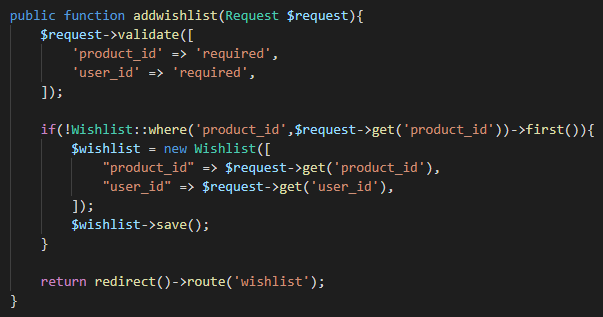 public function addwishlist(Request $request){
    $request->validate([
        'product_id' => 'required',
        'user_id' => 'required',
    ]);
    if(!Wishlist::where('product_id',$request->get('product_id'))->first()){
        $wishlist = new Wishlist([
            "product_id" => $request->get('product_id'),
            "user_id" => $request->get('user_id'),
        ]);
        $wishlist->save();
    }
    return redirect()->route('wishlist');
}